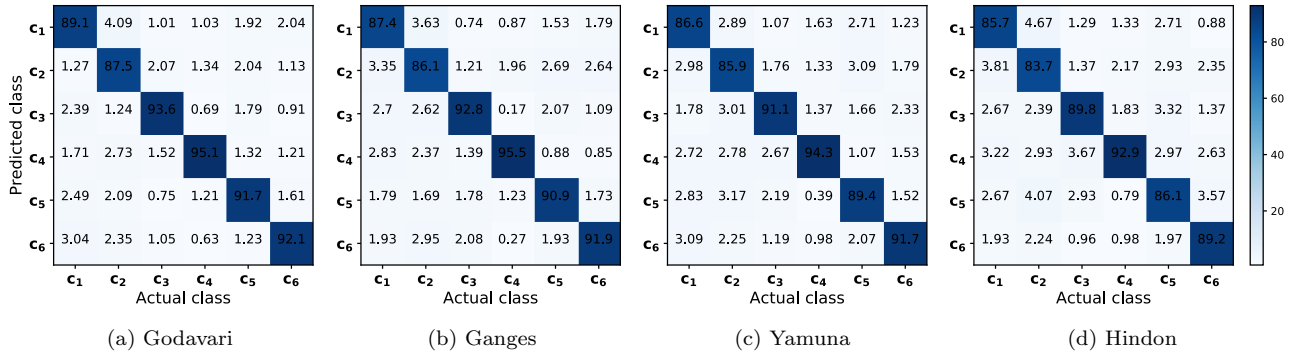 c1 89.1 4.09 1.01 1.03 1.92 2.04
c2 1.27 87.5 2.07 1.34 2.04 1.13
c3 2.39 1.24 93.6 0.69 1.79 0.91
c4 1.71 2.73 1.52 95.1 1.32 1.21
c5 2.49 2.09 0.75 1.21 91.7 1.61
c6 3.04 2.35 1.05 0.63 1.23 92.1
c1 c2 c3 c4 c5 c6
Predicted class
Actual class
(a) Godavari
c1 87.4 3.63 0.74 0.87 1.53 1.79
c2 3.35 86.1 1.21 1.96 2.69 2.64
c3 2.7 2.62 92.8 0.17 2.07 1.09
c4 2.83 2.37 1.39 95.5 0.88 0.85
c5 1.79 1.69 1.78 1.23 90.9 1.73
c6 1.93 2.95 2.08 0.27 1.93 91.9
c1 c2 c3 c4 c5 c6
Actual class
(b) Ganges
c1 86.6 2.89 1.07 1.63 2.71 1.23
c2 2.98 85.9 1.76 1.33 3.09 1.79
c3 1.78 3.01 91.1 1.37 1.66 2.33
c4 2.72 2.78 2.67 94.3 1.07 1.53
c5 2.83 3.17 2.19 0.39 89.4 1.52
c6 3.09 2.25 1.19 0.98 2.07 91.7
c1 c2 c3 c4 c5 c6
Actual class
(c) Yamuna
c1 85.7 4.67 1.29 1.33 2.71 0.88
c2 3.81 83.7 1.37 2.17 2.93 2.35
c3 2.67 2.39 89.8 1.83 3.32 1.37
c4 3.22 2.93 3.67 92.9 2.97 2.63
c5 2.67 4.07 2.93 0.79 86.1 3.57
c6 1.93 2.24 0.96 0.98 1.97 89.2
c1 c2 c3 c4 c5 c6
Actual class
(d) Hindon
80
60
40
20